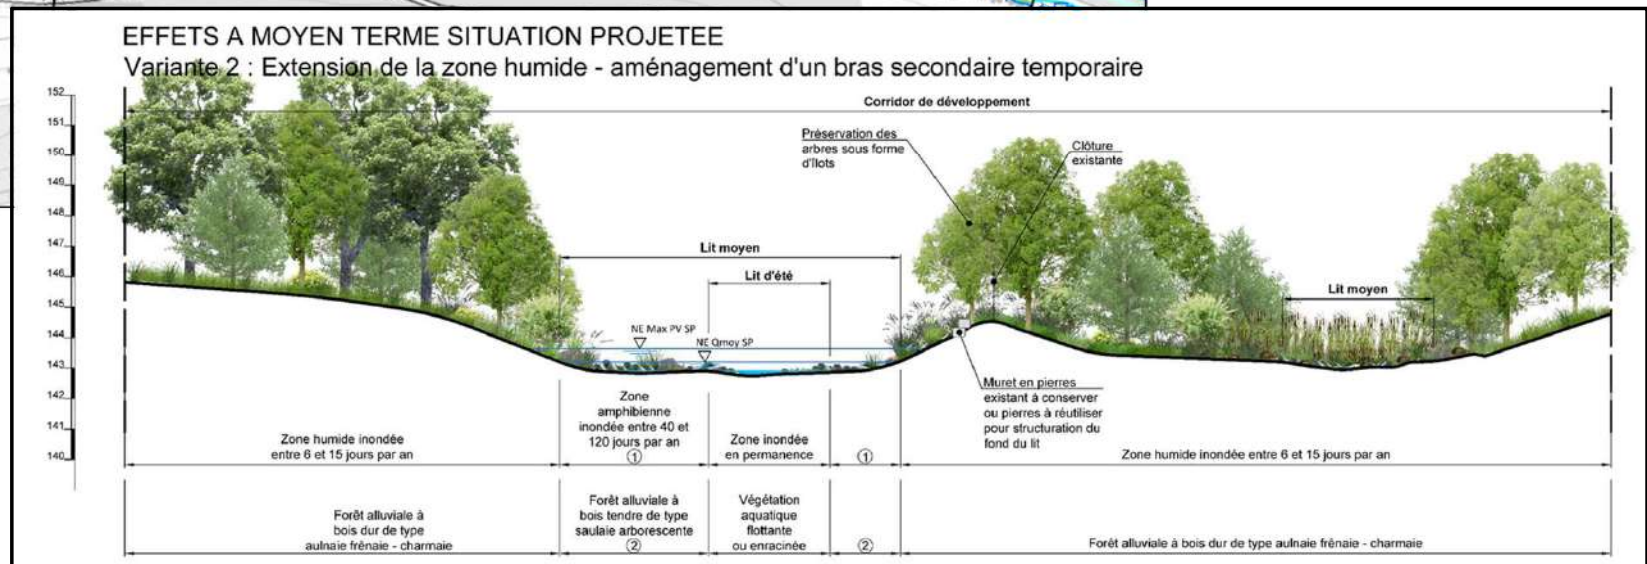 EFFETS A MOYEN TERME SITUATION PROJETEE
Variante 2 : Extension de la zone humide - aménagement d'un bras secondaire temporaire
152
151
150
149
148
147
146
145
144
143
142
141
140
Corridor de développement
Préservation des
arbres sous forme
d'îlots
Clôture
existante
Lit moyen
Lit d'été
Lit moyen
NE Max PV SP
NE Qmoy SP
Muret en pierres
existant à conserver
ou pierres à réutiliser
pour structuration du
fond du lit
Zone humide inondée
entre 6 et 15 jours par an
Zone
amphibienne
inondée entre 40 et
120 jours par an
①
Zone inondée
en permanence
①
Zone humide inondée entre 6 et 15 jours par an
Forêt alluviale à
bois dur de type
aulnaie frênaie - charmaie
Forêt alluviale à
bois tendre de type
saulaie arborescente
②
Végétation
aquatique
flottante
ou enracinée
②
Forêt alluviale à bois dur de type aulnaie frênaie - charmaie